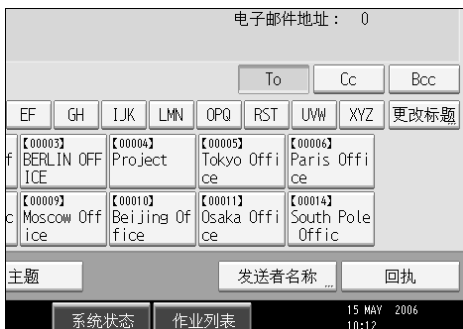 电子邮件地址： 0
To Cc Bcc
EF GH IJK LMN OPQ RST UVW XYZ 更改标题
【00003】 【00004】 【00005】 【00006】
f BERLIN OFF Project Tokyo Offi Paris Offi
ICE ce ce
【00009】 【00010】 【00011】 【00014】
c Moscow Off Beijing Of Osaka Offi South Pole
ice fice ce Offic
主题 发送者名称 回执
系统状态 作业列表 15 MAY 2006
10:12